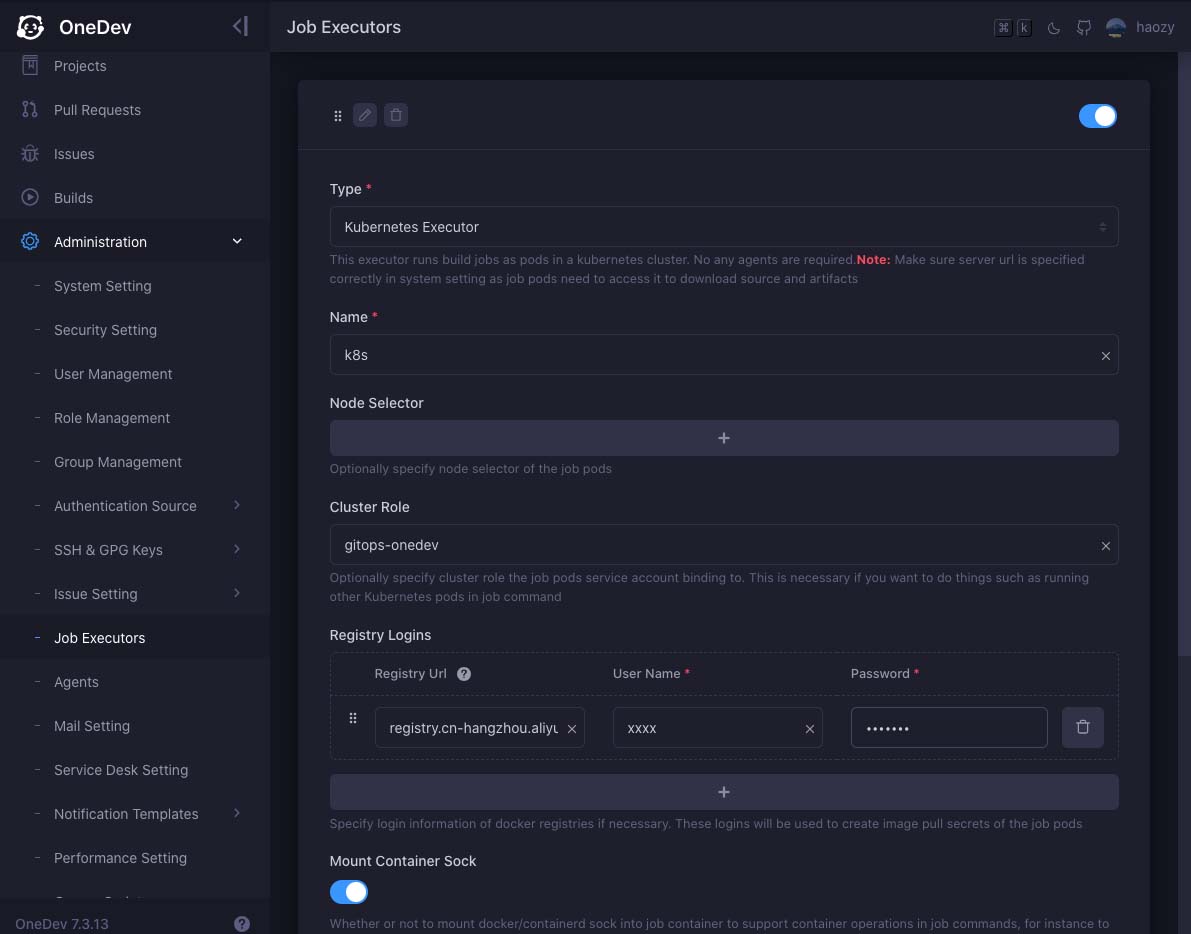 OneDev
Job Executors
⌘ k
haozy
Projects
Pull Requests
Issues
Builds
Administration
System Setting
Security Setting
User Management
Role Management
Group Management
Authentication Source
SSH & GPG Keys
Issue Setting
Job Executors
Agents
Mail Setting
Service Desk Setting
Notification Templates
Performance Setting
OneDev 7.3.13
Type *
Kubernetes Executor
This executor runs build jobs as pods in a kubernetes cluster. No any agents are required.Note: Make sure server url is specified
correctly in system setting as job pods need to access it to download source and artifacts
Name *
k8s
Node Selector
+
Optionally specify node selector of the job pods
Cluster Role
gitops-onedev
Optionally specify cluster role the job pods service account binding to. This is necessary if you want to do things such as running
other Kubernetes pods in job command
Registry Logins
Registry Url ? User Name * Password *
registry.cn-hangzhou.aliyu xxxx •••••••
+
Specify login information of docker registries if necessary. These logins will be used to create image pull secrets of the job pods
Mount Container Sock
Whether or not to mount docker/containerd sock into job container to support container operations in job commands, for instance to